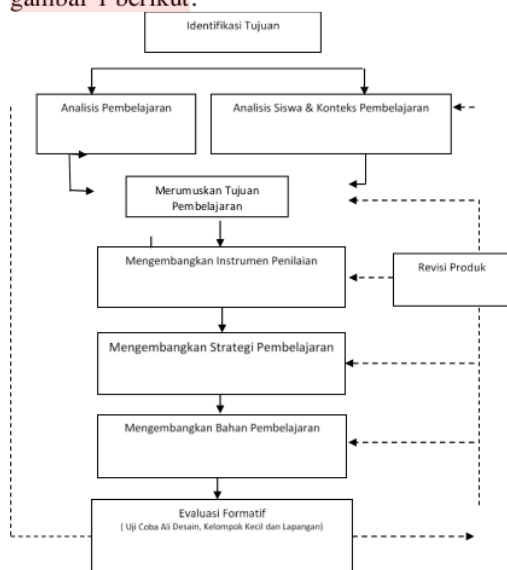 gambar 1 berikut:
Identifikasi Tujuan
Analisis Pembelajaran
Analisis Siswa & Konteks Pembelajaran
Merumuskan Tujuan
Pembelajaran
Mengembangkan Instrumen Penilaian
Revisi Produk
Mengembangkan Strategi Pembelajaran
Mengembangkan Bahan Pembelajaran
Evaluasi Formatif
( Uji Coba Ali Desain, Kelompok Kecil dan Lapangan)